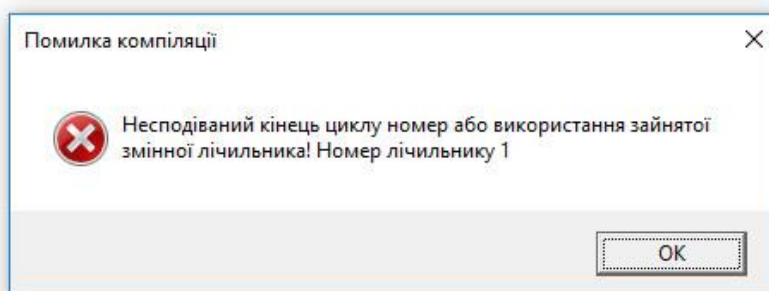 Помилка компіляції
Несподіваний кінець циклу номер або використання зайнятої
змінної лічильника! Номер лічильнику 1
OK